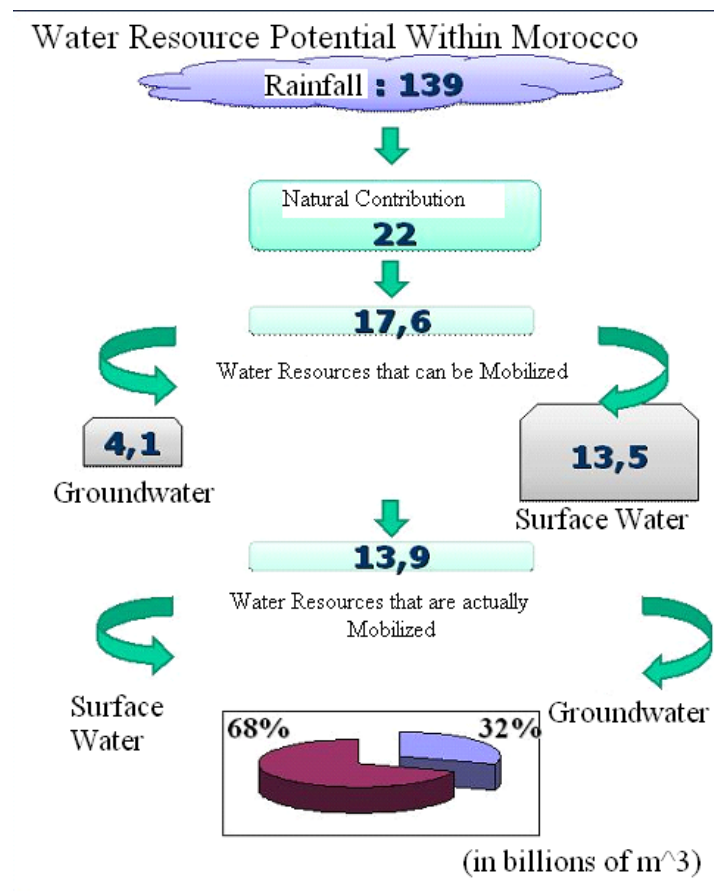 Water Resource Potential Within Morocco
Rainfall : 139
Natural Contribution
22
17,6
Water Resources that can be Mobilized
4,1
Groundwater
13,5
Surface Water
13,9
Water Resources that are actually
Mobilized
Surface
Water
Groundwater
68%
32%
(in billions of m^3)